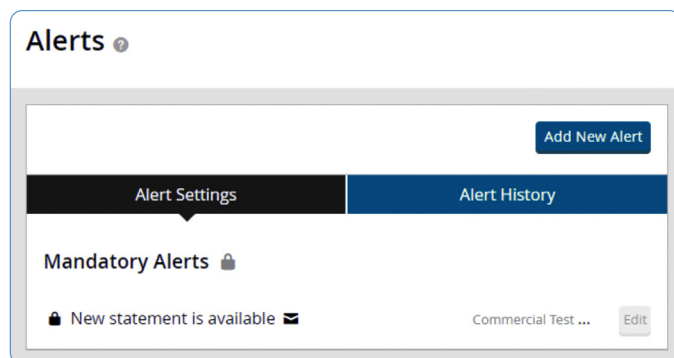 Alerts ?
Add New Alert
Alert Settings Alert History
Mandatory Alerts
New statement is available Commercial Test ... Edit